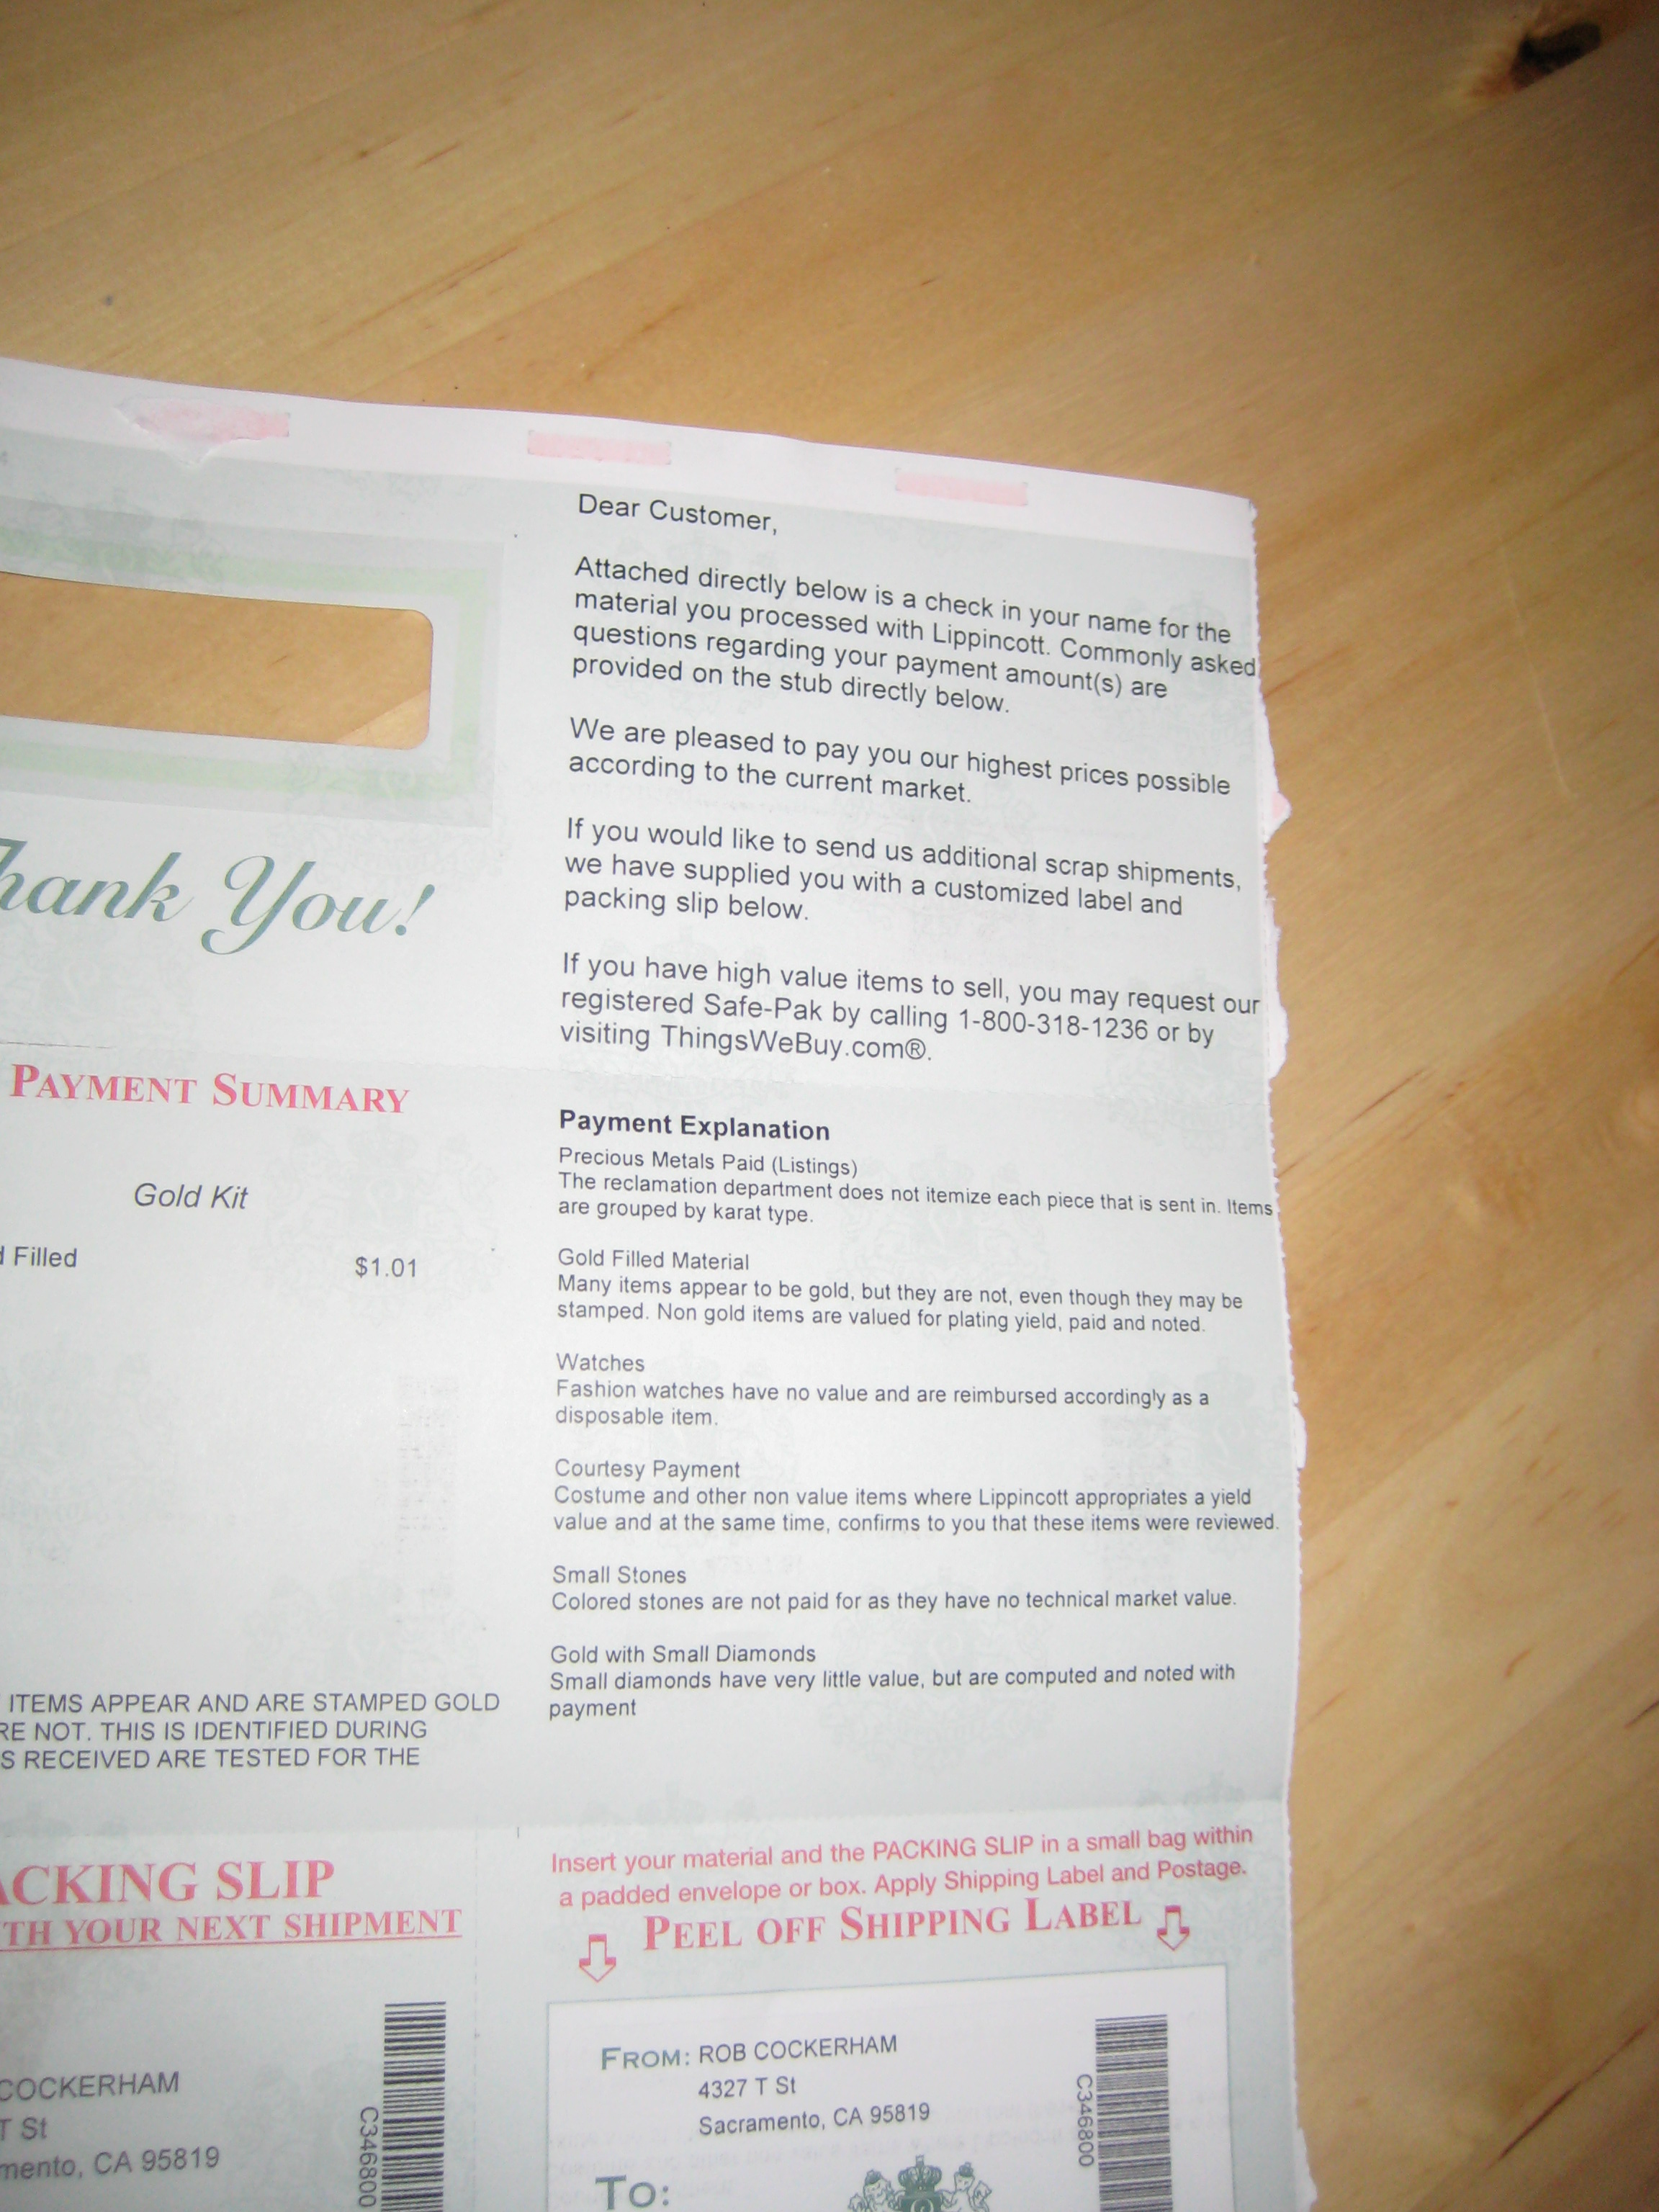 Dear Customer,
Attached directly below is a check in your name for the
material you processed with Lippincott. Commonly asked
questions regarding your payment amount(s) are
provided on the stub directly below.
We are pleased to pay you our highest prices possible
according to the current market.
If you would like to send us additional scrap shipments,
we have supplied you with a customized label and
packing slip below.
If you have high value items to sell, you may request our
registered Safe-Pak by calling 1-800-318-1236 or by
visiting ThingsWeBuy.com®.
hank You!
PAYMENT SUMMARY
Gold Kit
Filled $1.01
ITEMS APPEAR AND ARE STAMPED GOLD
RE NOT. THIS IS IDENTIFIED DURING
S RECEIVED ARE TESTED FOR THE
Payment Explanation
Precious Metals Paid (Listings)
The reclamation department does not itemize each piece that is sent in. Items
are grouped by karat type.
Gold Filled Material
Many items appear to be gold, but they are not, even though they may be
stamped. Non gold items are valued for plating yield, paid and noted.
Watches
Fashion watches have no value and are reimbursed accordingly as a
disposable item.
Courtesy Payment
Costume and other non value items where Lippincott appropriates a yield
value and at the same time, confirms to you that these items were reviewed.
Small Stones
Colored stones are not paid for as they have no technical market value.
Gold with Small Diamonds
Small diamonds have very little value, but are computed and noted with
payment
ACKING SLIP
TH YOUR NEXT SHIPMENT
COCKERHAM
T St
mento, CA 95819
C346800
Insert your material and the PACKING SLIP in a small bag within
a padded envelope or box. Apply Shipping Label and Postage.
PEEL OFF SHIPPING LABEL
FROM: ROB COCKERHAM
4327 T St
Sacramento, CA 95819
C346800
TO: